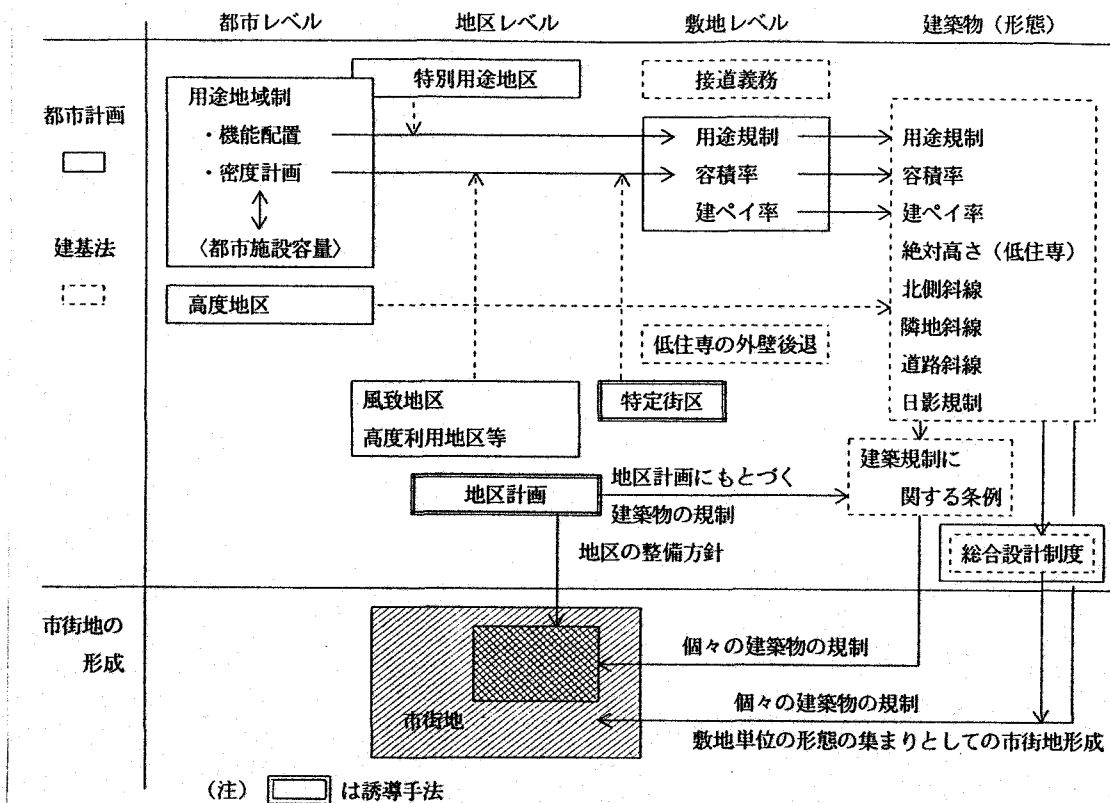 都市レベル
地区レベル
敷地レベル
建築物（形態）
都市計画
建基法
用途地域制
・機能配置
・密度計画
〈都市施設容量〉
特別用途地区
接道義務
用途規制
容積率
建ペイ率
用途規制
容積率
建ペイ率
絶対高さ（低住専）
北側斜線
隣地斜線
道路斜線
日影規制
高度地区
低住専の外壁後退
風致地区
高度利用地区等
特定街区
地区計画
地区計画にもとづく
建築物の規制
建築規制に
関する条例
地区の整備方針
総合設計制度
市街地の
形成
個々の建築物の規制
市街地
個々の建築物の規制
敷地単位の形態の集まりとしての市街地形成
（注）
は誘導手法